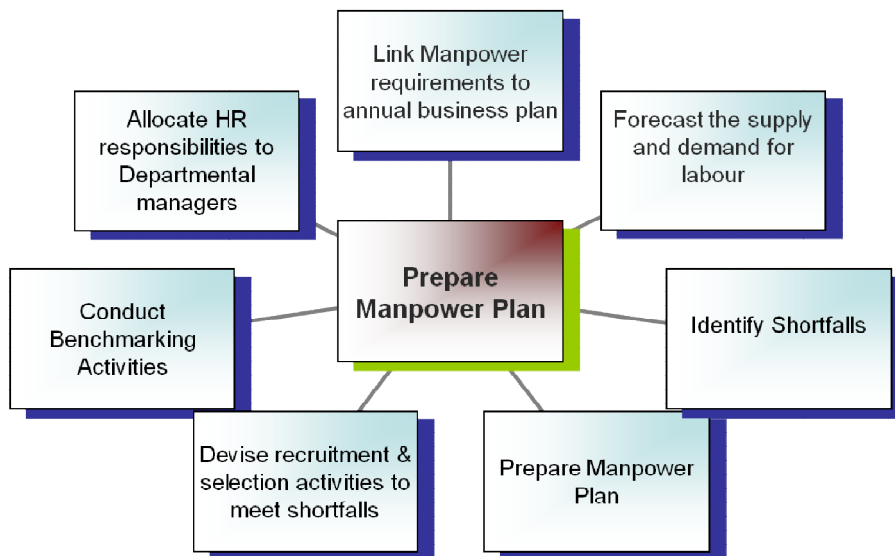 Link Manpower
requirements to
annual business plan
Forecast the supply
and demand for
labour
Identify Shortfalls
Prepare Manpower
Plan
Devise recruitment &
selection activities to
meet shortfalls
Conduct
Benchmarking
Activities
Allocate HR
responsibilities to
Departmental
managers
Prepare
Manpower Plan